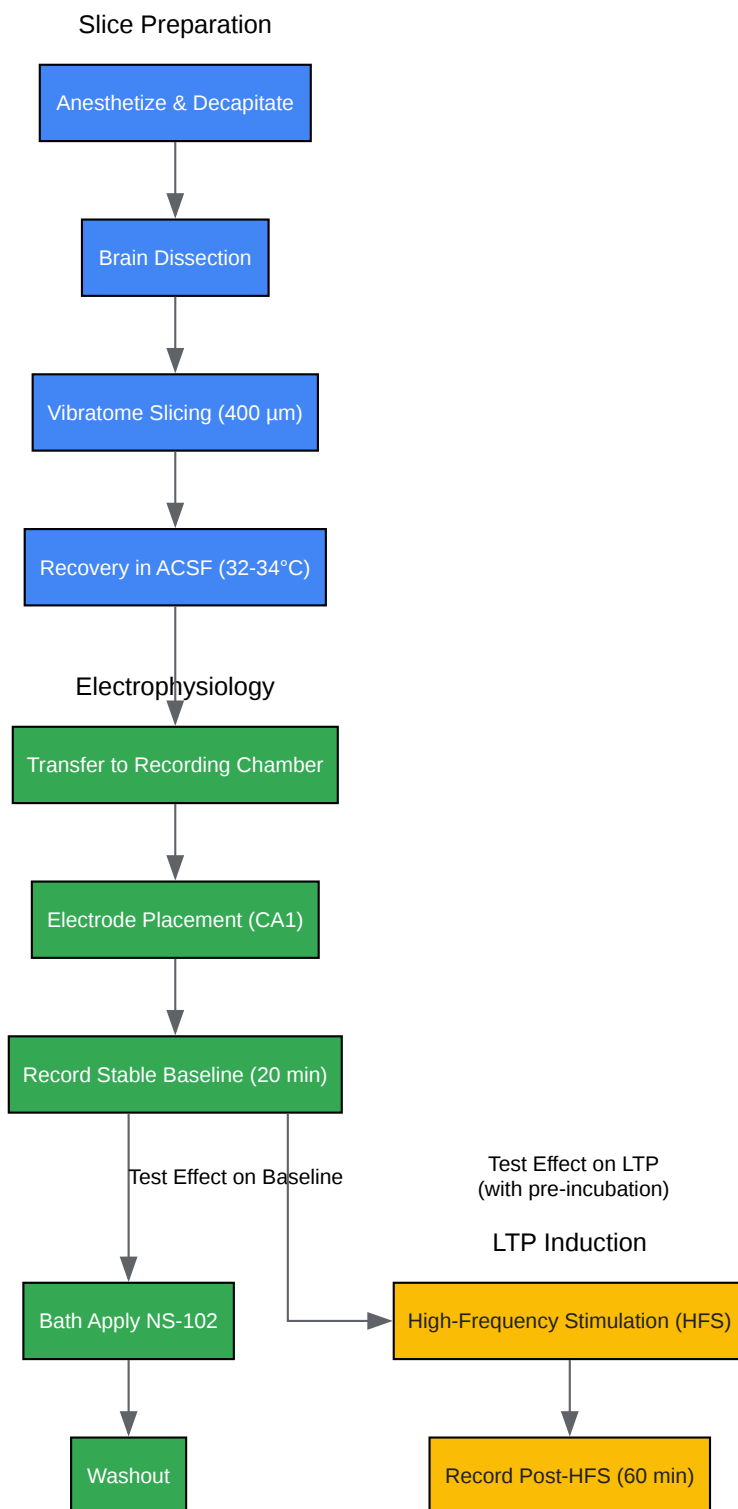 Slice Preparation
Anesthetize & Decapitate
Brain Dissection
Vibratome Slicing (400 µm)
Recovery in ACSF (32-34°C)
Electrophysiology
Transfer to Recording Chamber
Electrode Placement (CA1)
Record Stable Baseline (20 min)
Test Effect on Baseline
Test Effect on LTP
(with pre-incubation)
LTP Induction
Bath Apply NS-102
High-Frequency Stimulation (HFS)
Washout
Record Post-HFS (60 min)